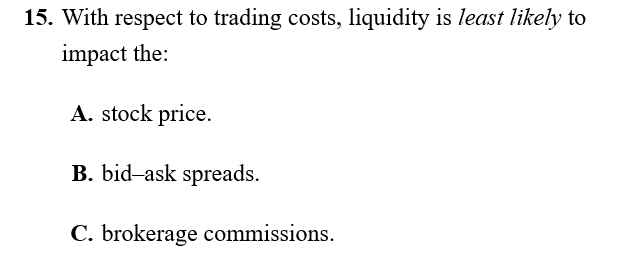 15. With respect to trading costs, liquidity is least likely to
impact the:
A. stock price.
B. bid–ask spreads.
C. brokerage commissions.